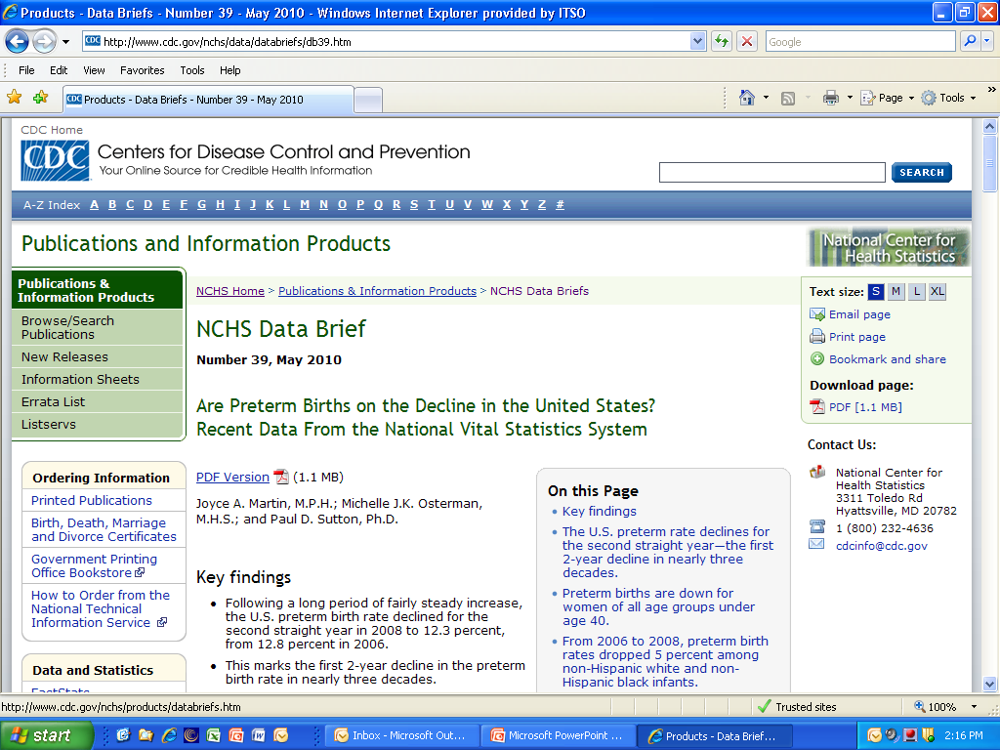 Products - Data Briefs - Number 39 - May 2010 - Windows Internet Explorer provided by ITSO
CDC http://www.cdc.gov/nchs/data/databriefs/db39.htm
Google
File Edit View Favorites Tools Help
CDC Products - Data Briefs - Number 39 - May 2010
Page Tools
CDC Home
CDC Centers for Disease Control and Prevention
Your Online Source for Credible Health Information
SEARCH
A-Z Index A B C D E F G H I J K L M N O P Q R S T U V W X Y Z #
Publications and Information Products
National Center for
Health Statistics
Publications &
Information Products
Browse/Search
Publications
New Releases
Information Sheets
Errata List
Listservs
Ordering Information
Printed Publications
Birth, Death, Marriage
and Divorce Certificates
Government Printing
Office Bookstore
How to Order from the
National Technical
Information Service
Data and Statistics
FastStats
NCHS Home > Publications & Information Products > NCHS Data Briefs
NCHS Data Brief
Number 39, May 2010
Are Preterm Births on the Decline in the United States?
Recent Data From the National Vital Statistics System
PDF Version (1.1 MB)
Joyce A. Martin, M.P.H.; Michelle J.K. Osterman,
M.H.S.; and Paul D. Sutton, Ph.D.
Key findings
Following a long period of fairly steady increase,
the U.S. preterm birth rate declined for the
second straight year in 2008 to 12.3 percent,
from 12.8 percent in 2006.
This marks the first 2-year decline in the preterm
birth rate in nearly three decades.
On this Page
Key findings
The U.S. preterm rate declines for
the second straight year—the first
2-year decline in nearly three
decades.
Preterm births are down for
women of all age groups under
age 40.
From 2006 to 2008, preterm birth
rates dropped 5 percent among
non-Hispanic white and non-
Hispanic black infants.
Text size: S M L XL
Email page
Print page
Bookmark and share
Download page:
PDF [1.1 MB]
Contact Us:
National Center for
Health Statistics
3311 Toledo Rd
Hyattsville, MD 20782
1 (800) 232-4636
cdcinfo@cdc.gov
http://www.cdc.gov/nchs/products/databriefs.htm
Trusted sites
100%
start
Inbox - Microsoft Out...
Microsoft PowerPoint ...
Products - Data Brief...
2:16 PM